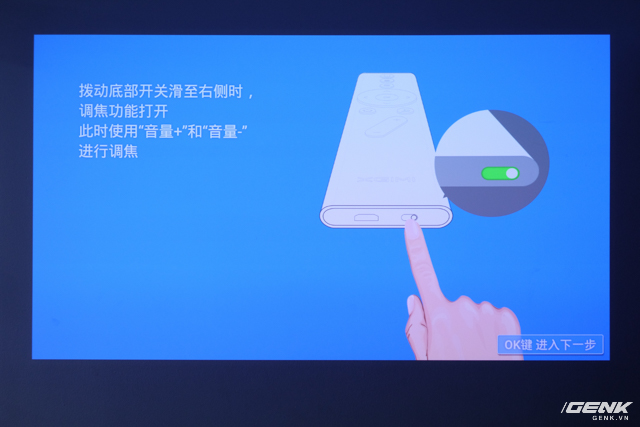 拨动底部开关滑至右侧时，
调焦功能打开
此时使用“音量+”和“音量-”
进行调焦
OK键 进入下一步
GENK
GENK.VN